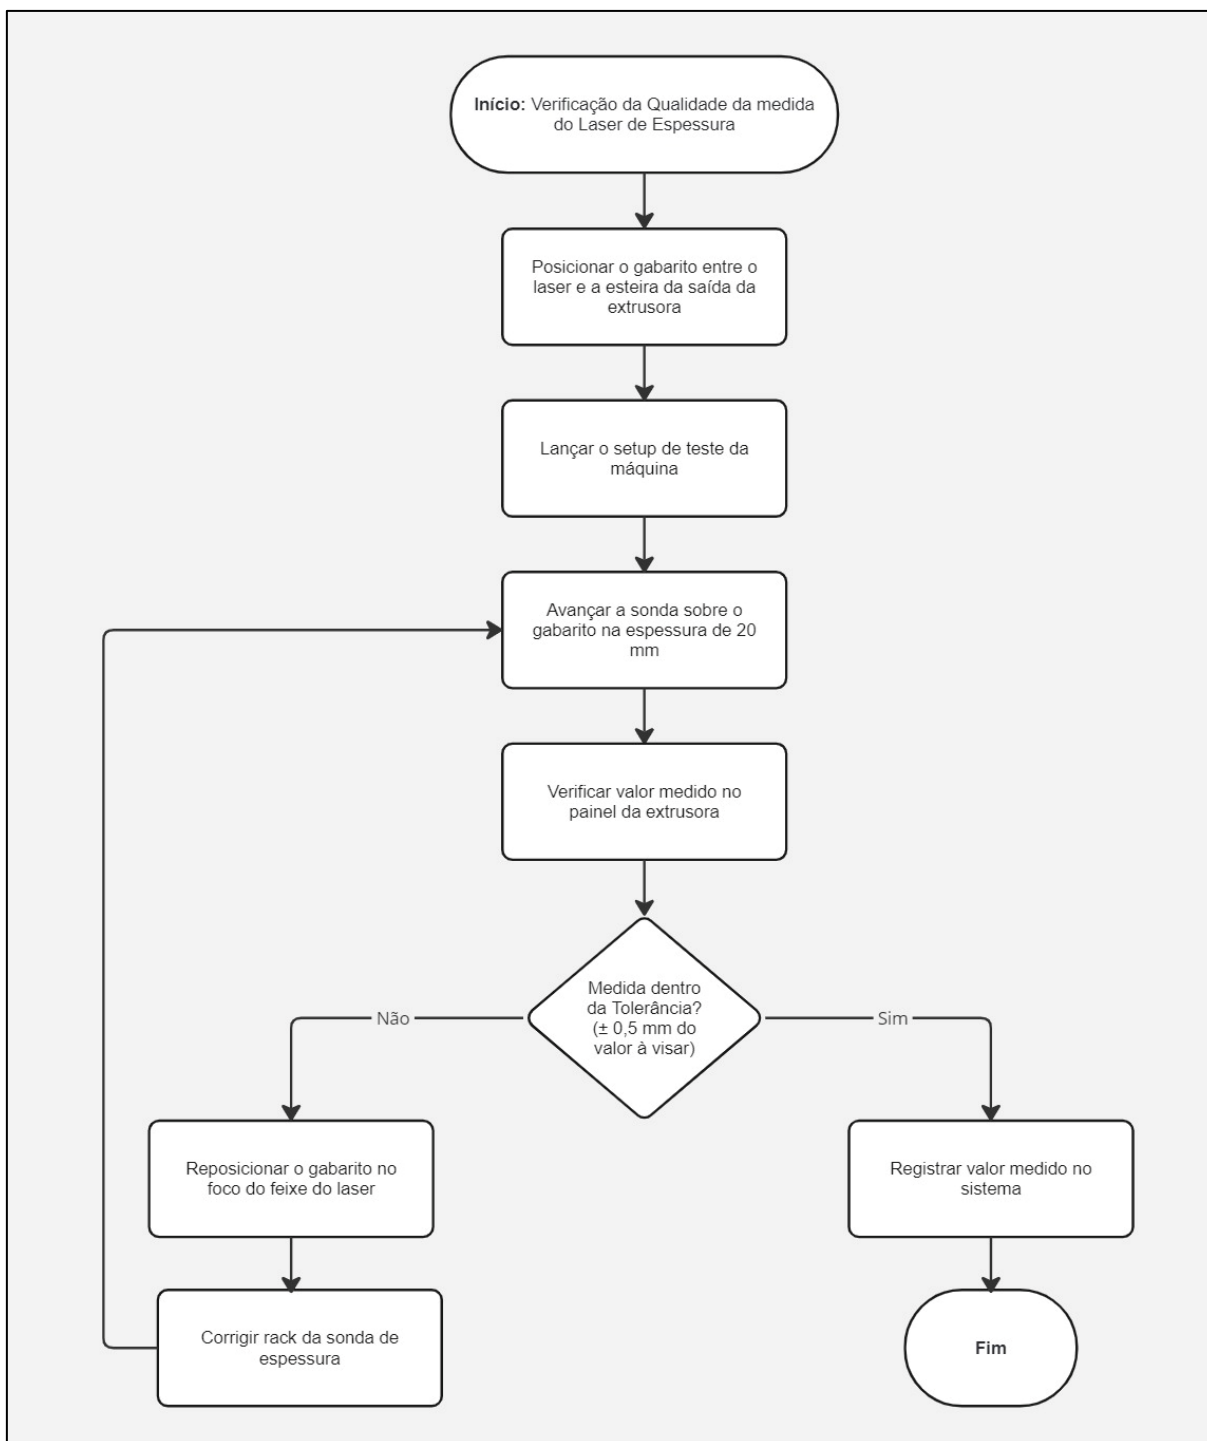 Início: Verificação da Qualidade da medida
do Laser de Espessura
Posicionar o gabarito entre o
laser e a esteira da saída da
extrusora
Lançar o setup de teste da
máquina
Avançar a sonda sobre o
gabarito na espessura de 20
mm
Verificar valor medido no
painel da extrusora
Medida dentro
da Tolerância?
(± 0,5 mm do
valor à visar)
Não
Sim
Reposicionar o gabarito no
foco do feixe do laser
Registrar valor medido no
sistema
Corrigir rack da sonda de
espessura
Fim